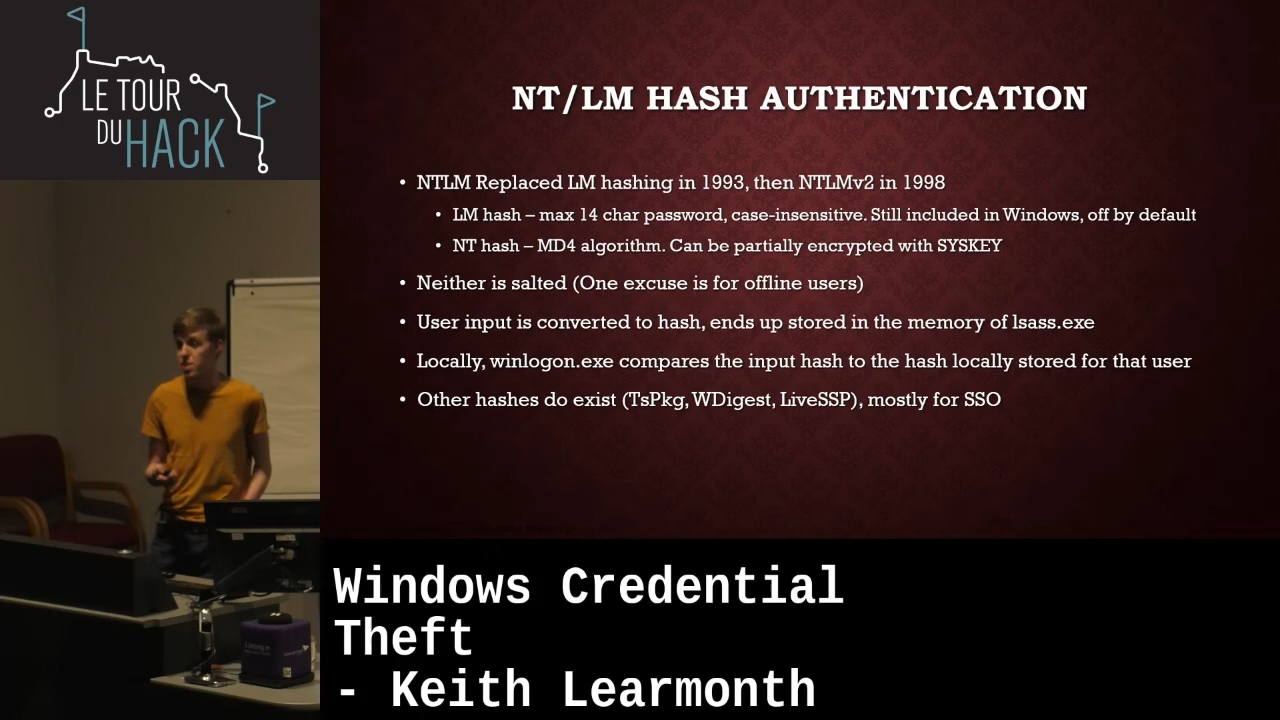 LE TOUR
DU HACK
NT/LM HASH AUTHENTICATION
• NTLM Replaced LM hashing in 1993, then NTLMv2 in 1998
• LM hash – max 14 char password, case-insensitive. Still included in Windows, off by default
• NT hash – MD4 algorithm. Can be partially encrypted with SYSKEY
• Neither is salted (One excuse is for offline users)
• User input is converted to hash, ends up stored in the memory of lsass.exe
• Locally, winlogon.exe compares the input hash to the hash locally stored for that user
• Other hashes do exist (TsPkg, WDigest, LiveSSP), mostly for SSO
Windows Credential
Theft
- Keith Learmonth